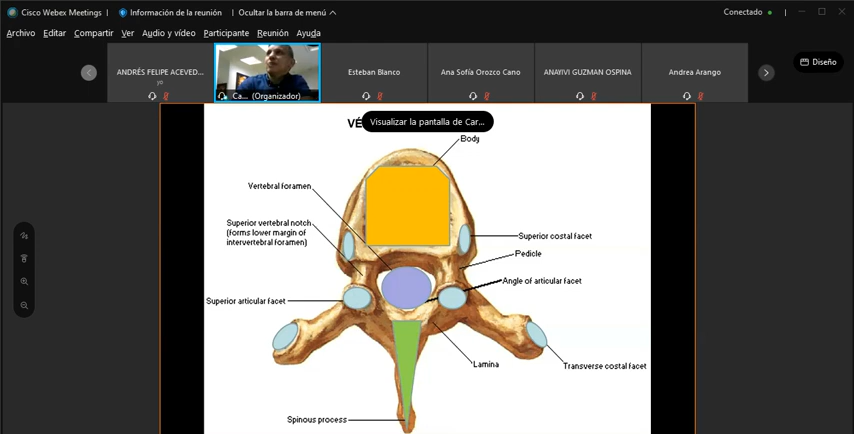 Cisco Webex Meetings
Información de la reunión
Ocultar la barra de menú
Conectado
Archivo Editar Compartir Ver Audio y vídeo Participante Reunión Ayuda
ANDRÉS FELIPE ACEVED...
yo
Ca... (Organizador)
Esteban Blanco
Ana Sofía Orozco Cano
ANAYIVI GUZMAN OSPINA
Andrea Arango
Diseño
Visualizar la pantalla de Car...
Body
Vertebral foramen
Superior vertebral notch
(forms lower margin of
intervertebral foramen)
Superior costal facet
Pedicle
Angle of articular facet
Superior articular facet
Lamina
Transverse costal facet
Spinous process